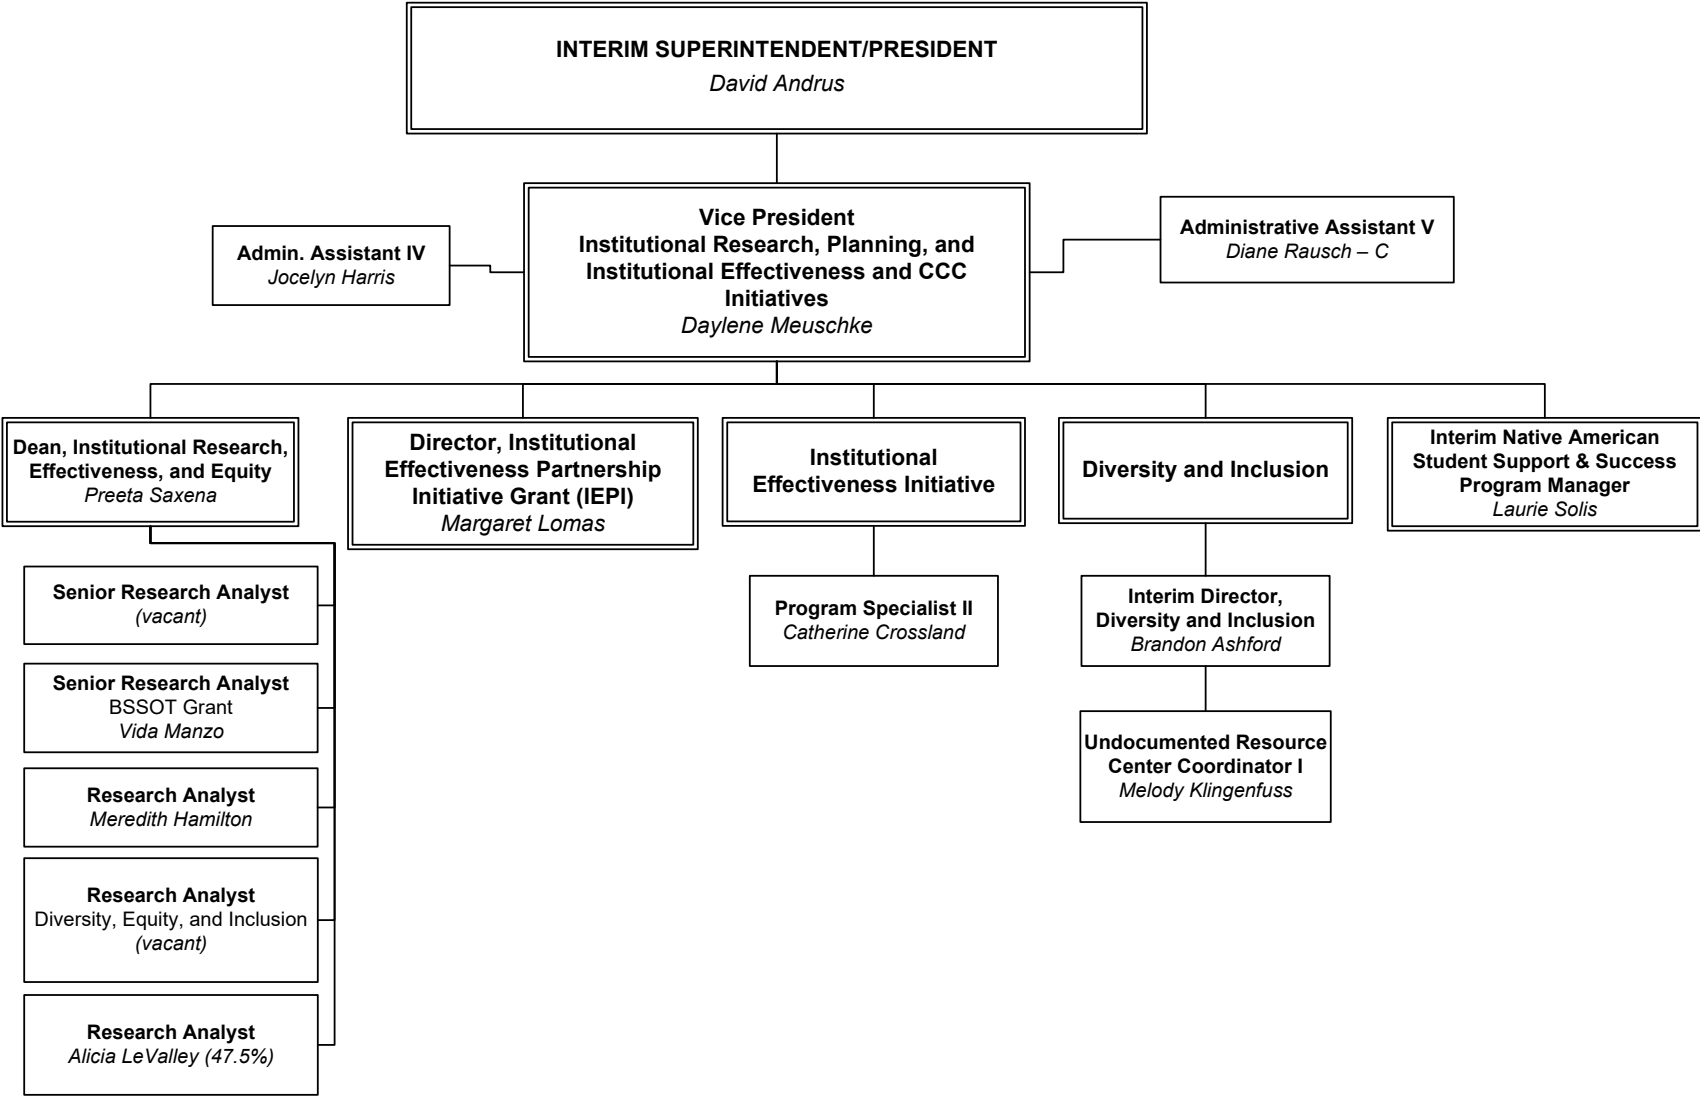 INTERIM SUPERINTENDENT/PRESIDENT
David Andrus
Vice President
Institutional Research, Planning, and
Institutional Effectiveness and CCC
Initiatives
Daylene Meuschke
Admin. Assistant IV
Jocelyn Harris
Administrative Assistant V
Diane Rausch – C
Dean, Institutional Research,
Effectiveness, and Equity
Preeta Saxena
Director, Institutional
Effectiveness Partnership
Initiative Grant (IEPI)
Margaret Lomas
Institutional
Effectiveness Initiative
Diversity and Inclusion
Interim Native American
Student Support & Success
Program Manager
Laurie Solis
Senior Research Analyst
(vacant)
Senior Research Analyst
BSSOT Grant
Vida Manzo
Research Analyst
Meredith Hamilton
Research Analyst
Diversity, Equity, and Inclusion
(vacant)
Research Analyst
Alicia LeValley (47.5%)
Program Specialist II
Catherine Crossland
Interim Director,
Diversity and Inclusion
Brandon Ashford
Undocumented Resource
Center Coordinator I
Melody Klingenfuss